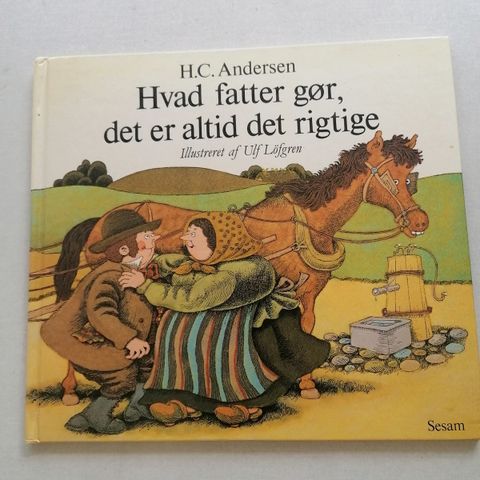 H.C. Andersen
Hvad fatter gør,
det er altid det rigtige
Illustreret af Ulf Löfgren
Sesam